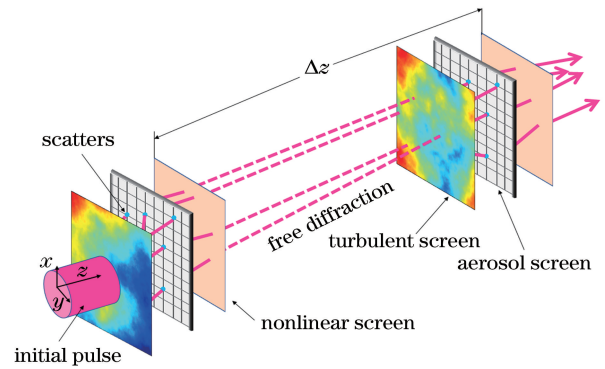 Δz
scatters
free diffraction
turbulent screen
aerosol screen
x
z
y
nonlinear screen
initial pulse